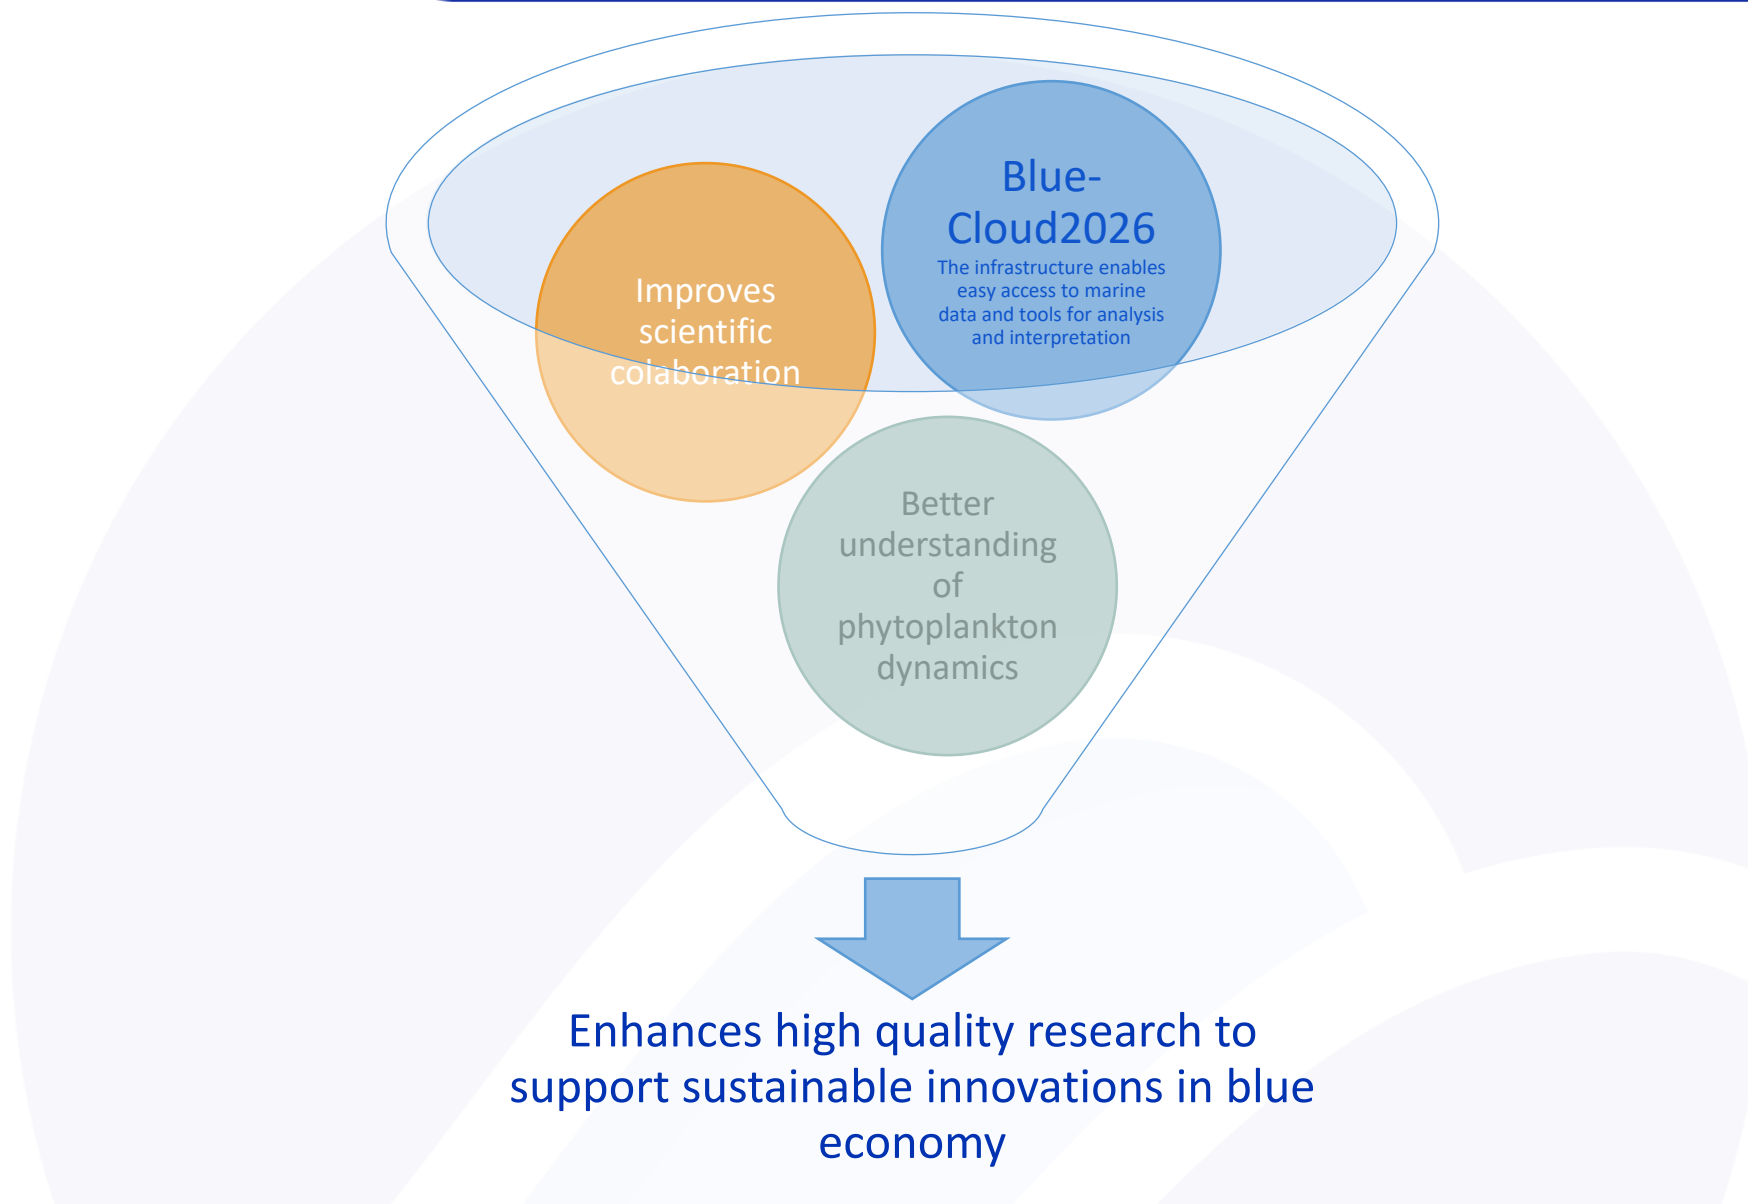 Blue-
Cloud2026
The infrastructure enables
easy access to marine
data and tools for analysis
and interpretation
Improves
scientific
colaboration
Better
understanding
of
phytoplankton
dynamics
Enhances high quality research to
support sustainable innovations in blue
economy